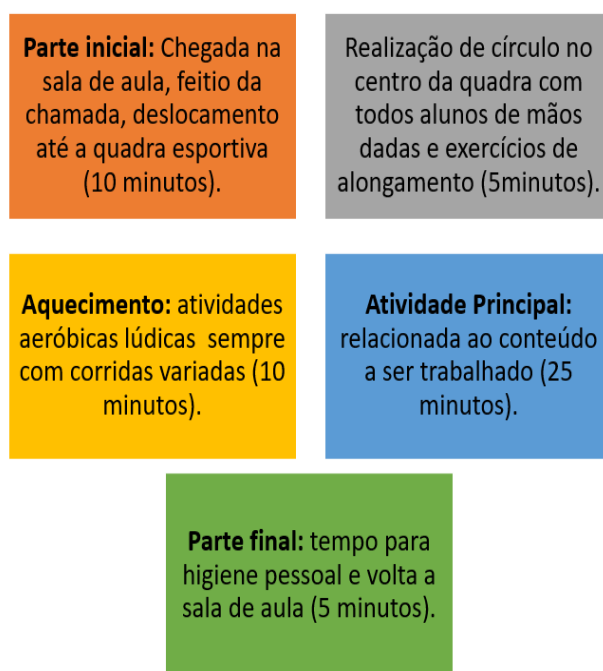 Parte inicial: Chegada na
sala de aula, feitio da
chamada, deslocamento
até a quadra esportiva
(10 minutos).
Realização de círculo no
centro da quadra com
todos alunos de mãos
dadas e exercícios de
alongamento (5minutos).
Aquecimento: atividades
aeróbicas lúdicas sempre
com corridas variadas (10
minutos).
Atividade Principal:
relacionada ao conteúdo
a ser trabalhado (25
minutos).
Parte final: tempo para
higiene pessoal e volta a
sala de aula (5 minutos).